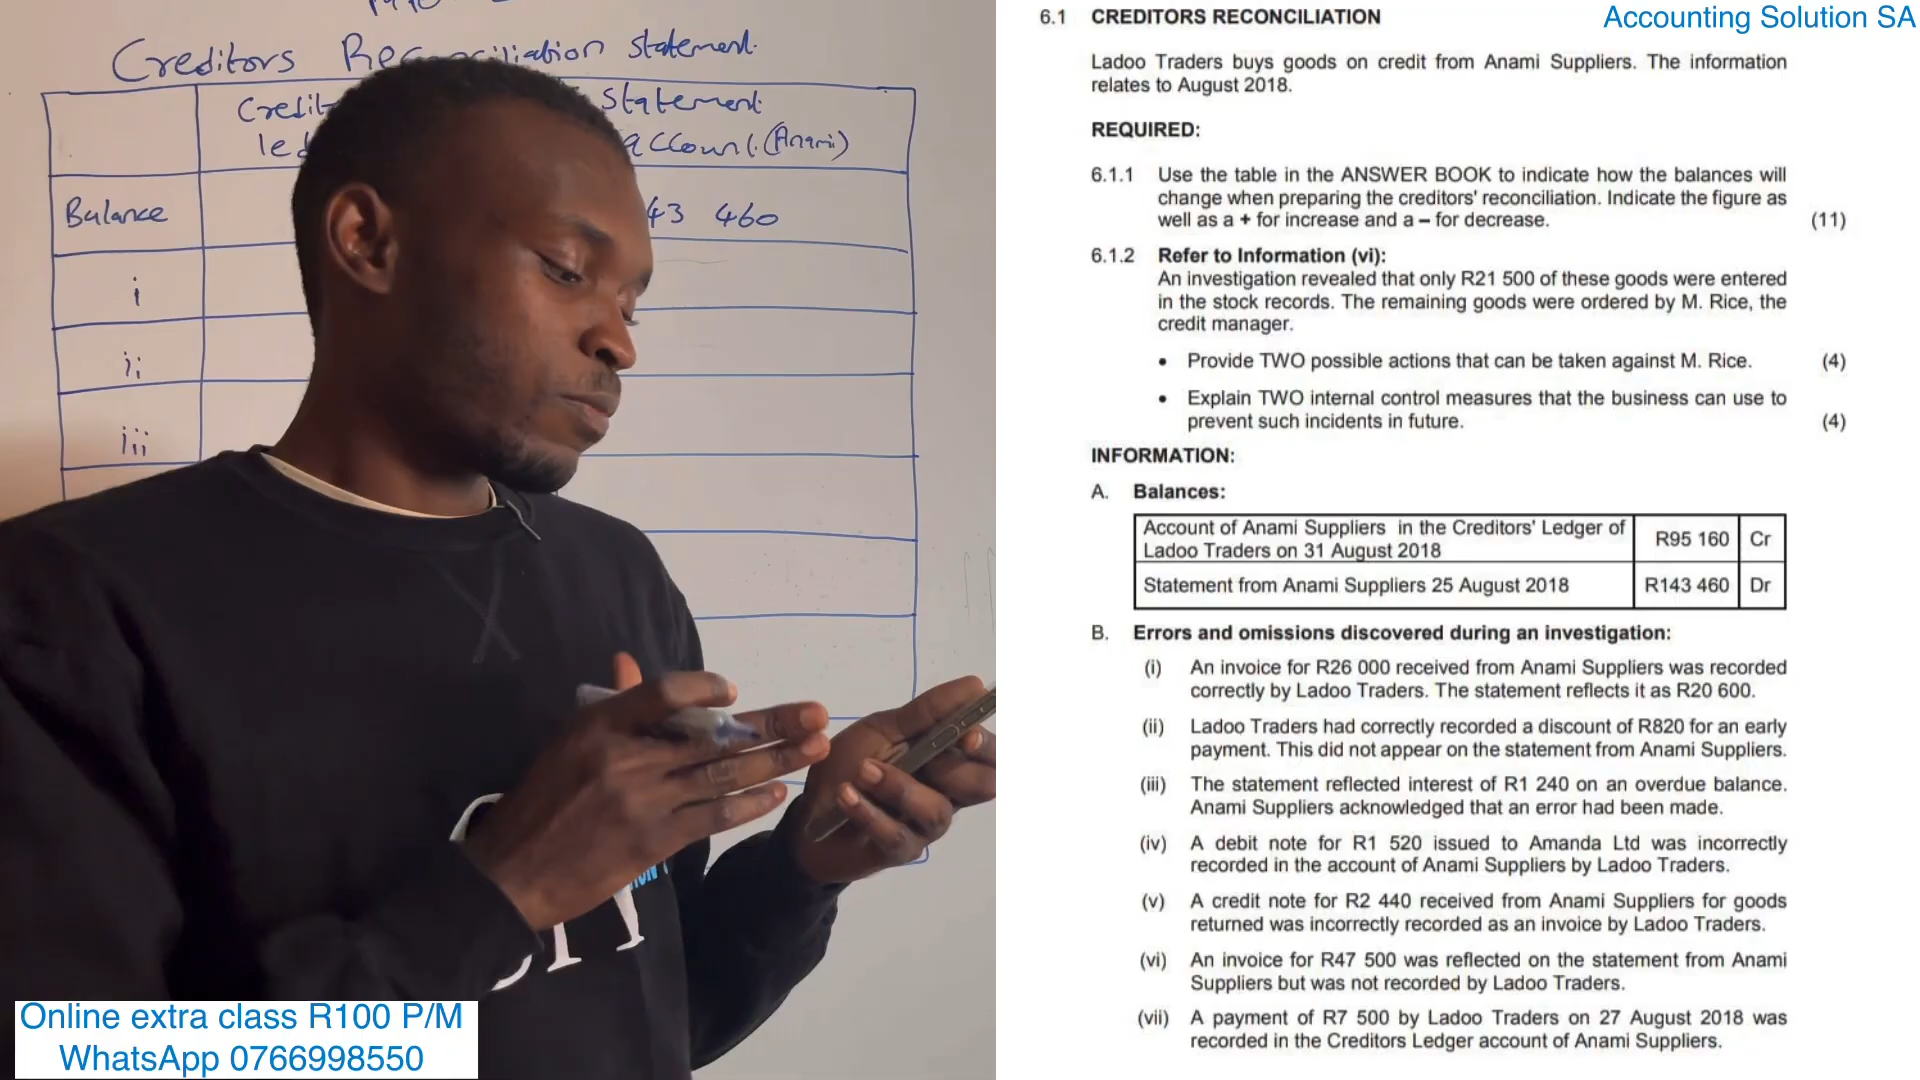 Creditors Reconciliation statement.
statement
account. (Anami)
Balance
43 460
i
ii
iii
Online extra class R100 P/M
WhatsApp 0766998550
Accounting Solution SA
6.1 CREDITORS RECONCILIATION
Ladoo Traders buys goods on credit from Anami Suppliers. The information
relates to August 2018.
REQUIRED:
6.1.1 Use the table in the ANSWER BOOK to indicate how the balances will
change when preparing the creditors' reconciliation. Indicate the figure as
well as a + for increase and a – for decrease. (11)
6.1.2 Refer to Information (vi):
An investigation revealed that only R21 500 of these goods were entered
in the stock records. The remaining goods were ordered by M. Rice, the
credit manager.
• Provide TWO possible actions that can be taken against M. Rice. (4)
• Explain TWO internal control measures that the business can use to
prevent such incidents in future. (4)
INFORMATION:
A. Balances:
Account of Anami Suppliers in the Creditors' Ledger of
Ladoo Traders on 31 August 2018 R95 160 Cr
Statement from Anami Suppliers 25 August 2018 R143 460 Dr
B. Errors and omissions discovered during an investigation:
(i) An invoice for R26 000 received from Anami Suppliers was recorded
correctly by Ladoo Traders. The statement reflects it as R20 600.
(ii) Ladoo Traders had correctly recorded a discount of R820 for an early
payment. This did not appear on the statement from Anami Suppliers.
(iii) The statement reflected interest of R1 240 on an overdue balance.
Anami Suppliers acknowledged that an error had been made.
(iv) A debit note for R1 520 issued to Amanda Ltd was incorrectly
recorded in the account of Anami Suppliers by Ladoo Traders.
(v) A credit note for R2 440 received from Anami Suppliers for goods
returned was incorrectly recorded as an invoice by Ladoo Traders.
(vi) An invoice for R47 500 was reflected on the statement from Anami
Suppliers but was not recorded by Ladoo Traders.
(vii) A payment of R7 500 by Ladoo Traders on 27 August 2018 was
recorded in the Creditors Ledger account of Anami Suppliers.